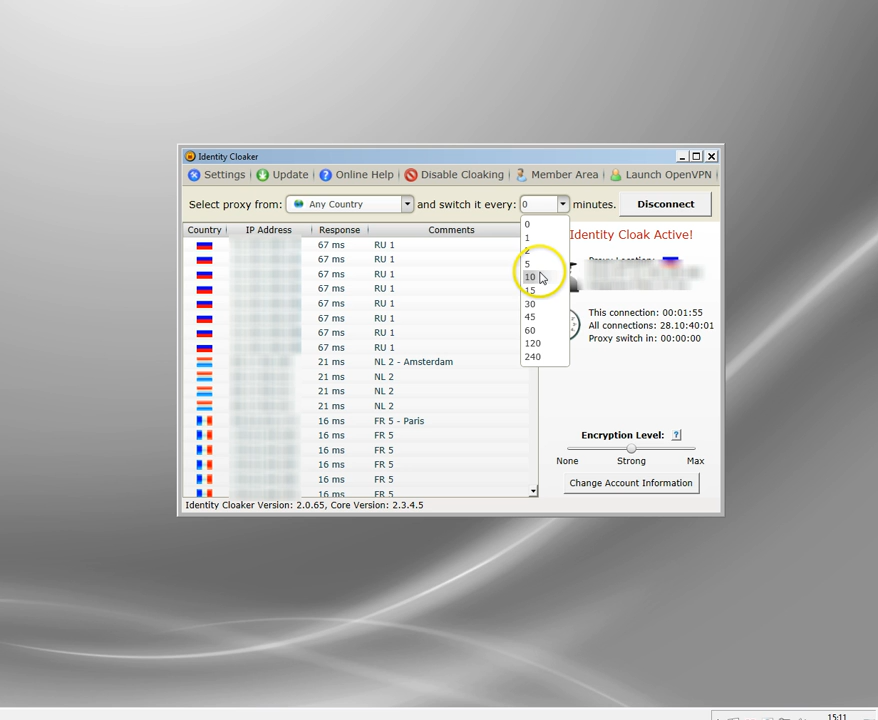 Identity Cloaker
Settings Update Online Help Disable Cloaking Member Area Launch OpenVPN
Select proxy from: Any Country and switch it every: 0 minutes. Disconnect
Country IP Address Response Comments
0
1
2
5
10
15
30
45
60
120
240
67 ms RU 1
67 ms RU 1
67 ms RU 1
67 ms RU 1
67 ms RU 1
67 ms RU 1
67 ms RU 1
67 ms RU 1
21 ms NL 2 - Amsterdam
21 ms NL 2
21 ms NL 2
21 ms NL 2
16 ms FR 5 - Paris
16 ms FR 5
16 ms FR 5
16 ms FR 5
16 ms FR 5
16 ms FR 5
Identity Cloak Active!
Proxy Location:
This connection: 00:01:55
All connections: 28.10:40:01
Proxy switch in: 00:00:00
Encryption Level: ?
None Strong Max
Change Account Information
Identity Cloaker Version: 2.0.65, Core Version: 2.3.4.5
15:11